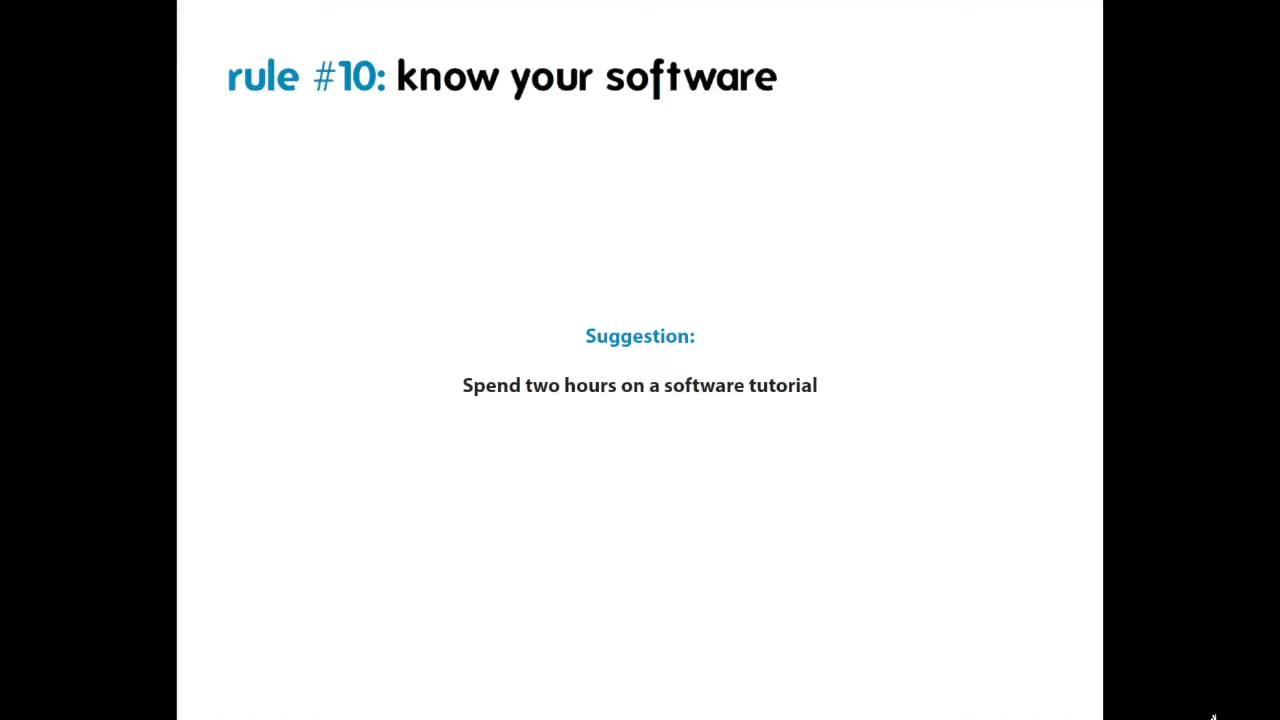 rule #10: know your software
Suggestion:
Spend two hours on a software tutorial